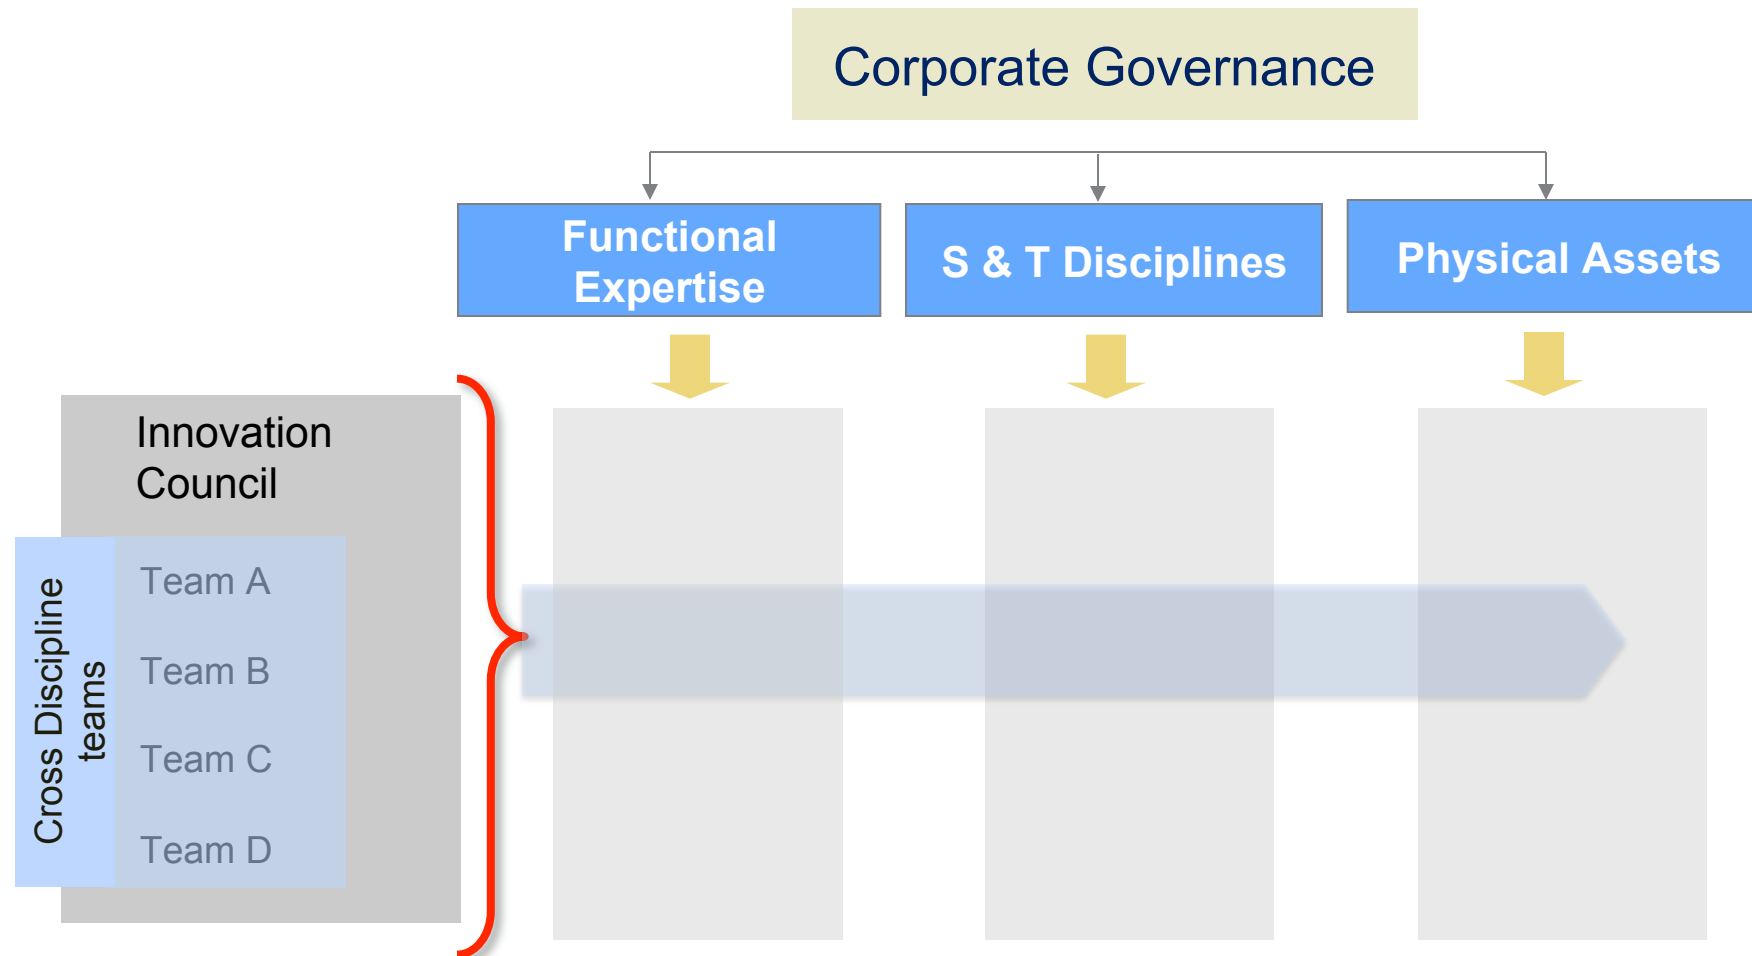 Corporate Governance
Functional
Expertise
S & T Disciplines
Physical Assets
Innovation
Council
Cross Discipline
teams
Team A
Team B
Team C
Team D